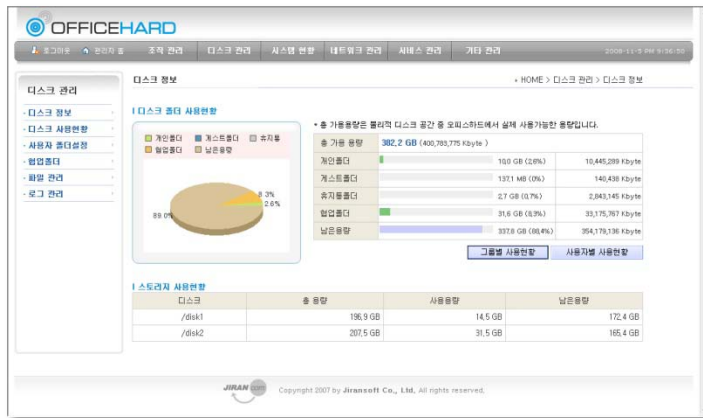 OFFICEHARD
로그아웃 관리자 홈 조직 관리 디스크 관리 시스템 현황 네트워크 관리 서비스 관리 기타 관리 2008-11-5 PM 9:36:50
디스크 관리
디스크 정보
디스크 사용현황
사용자 폴더설정
협업폴더
파일 관리
로그 관리
디스크 정보
HOME > 디스크 관리 > 디스크 정보
디스크 폴더 사용현황
개인폴더 게스트폴더 휴지통
협업폴더 남은용량
8.3%
2.6%
89.0%
• 총 가용용량은 물리적 디스크 공간 중 오피스하드에서 실제 사용가능한 용량입니다.
총 가용 용량 382.2 GB (400,783,775 Kbyte )
개인폴더 10.0 GB (2.6%) 10,445,289 Kbyte
게스트폴더 137.1 MB (0%) 140,438 Kbyte
휴지통폴더 2.7 GB (0.7%) 2,843,145 Kbyte
협업폴더 31.6 GB (8.3%) 33,175,767 Kbyte
남은용량 337.8 GB (88.4%) 354,179,136 Kbyte
그룹별 사용현황 사용자별 사용현황
스토리지 사용현황
디스크 총 용량 사용용량 남은용량
/disk1 196.9 GB 14.5 GB 172.4 GB
/disk2 207.5 GB 31.5 GB 165.4 GB
JIRANsoft Copyright 2007 by Jiransoft Co., Ltd, All rights reserved.